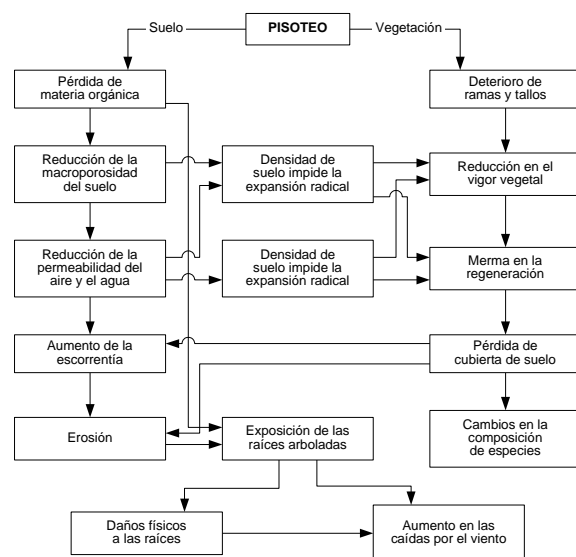 Suelo
PISOTEO
Vegetación
Pérdida de
materia orgánica
Deterioro de
ramas y tallos
Reducción de la
macroporosidad
del suelo
Densidad de
suelo impide la
expansión radical
Reducción en el
vigor vegetal
Reducción de la
permeabilidad del
aire y el agua
Densidad de
suelo impide la
expansión radical
Merma en la
regeneración
Aumento de la
escorrentía
Pérdida de
cubierta de suelo
Erosión
Exposición de las
raíces arboladas
Cambios en la
composición
de especies
Daños físicos
a las raíces
Aumento en las
caídas por el viento